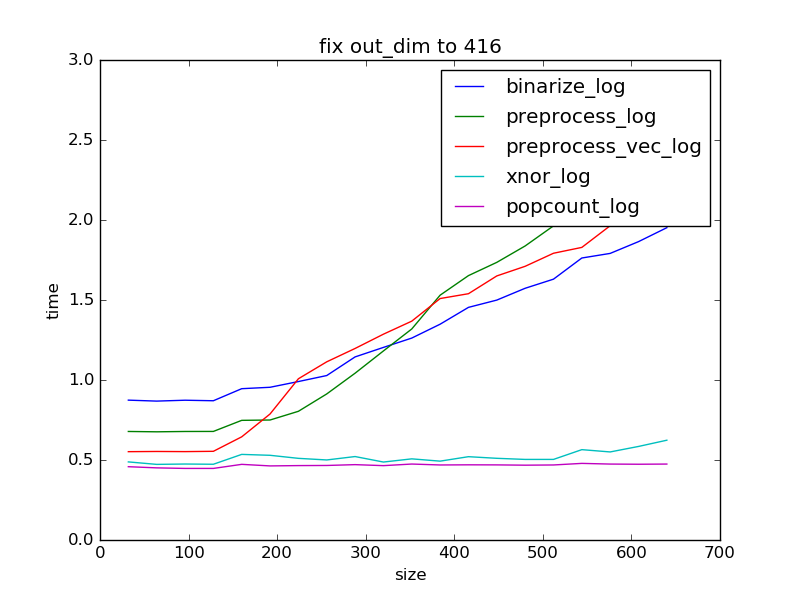 fix out_dim to 416
3.0
2.5
2.0
1.5
1.0
0.5
0.0
time
binarize_log
preprocess_log
preprocess_vec_log
xnor_log
popcount_log
0 100 200 300 400 500 600 700
size